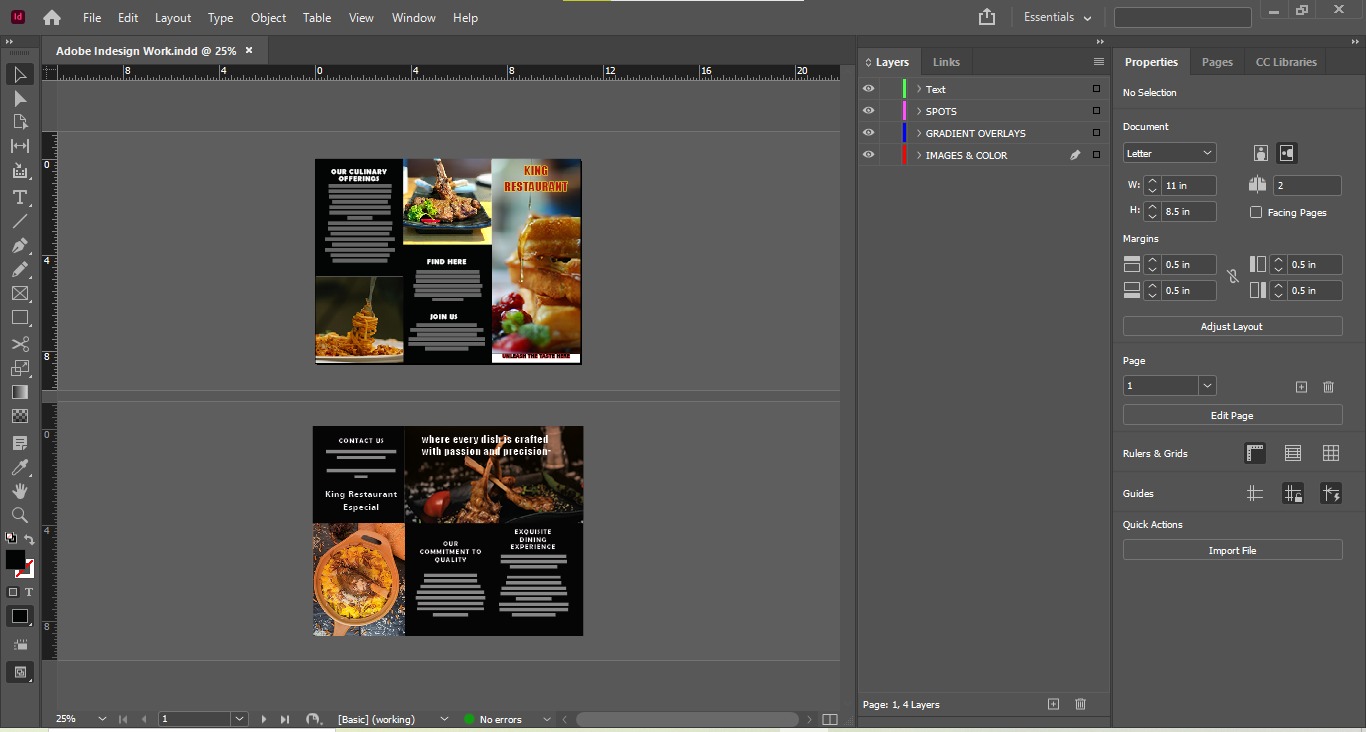 Id File Edit Layout Type Object Table View Window Help Essentials
Adobe Indesign Work.indd @ 25% ×
8 4 0 4 8 12 16 20
0
4
8
OUR CULINARY
OFFERINGS
FIND HERE
JOIN US
KING
RESTAURANT
UNLEASH THE TASTE HERE
0
4
8
CONTACT US
King Restaurant
Especial
where every dish is crafted
with passion and precision-
OUR
COMMITMENT TO
QUALITY
EXQUISITE
DINING
EXPERIENCE
T
T
25% 1 [Basic] (working) No errors
Layers Links
Text
SPOTS
GRADIENT OVERLAYS
IMAGES & COLOR
Page: 1, 4 Layers
Properties Pages CC Libraries
No Selection
Document
Letter
W: 11 in 2
H: 8.5 in Facing Pages
Margins
0.5 in 0.5 in
0.5 in 0.5 in
Adjust Layout
Page
1
Edit Page
Rulers & Grids
Guides
Quick Actions
Import File